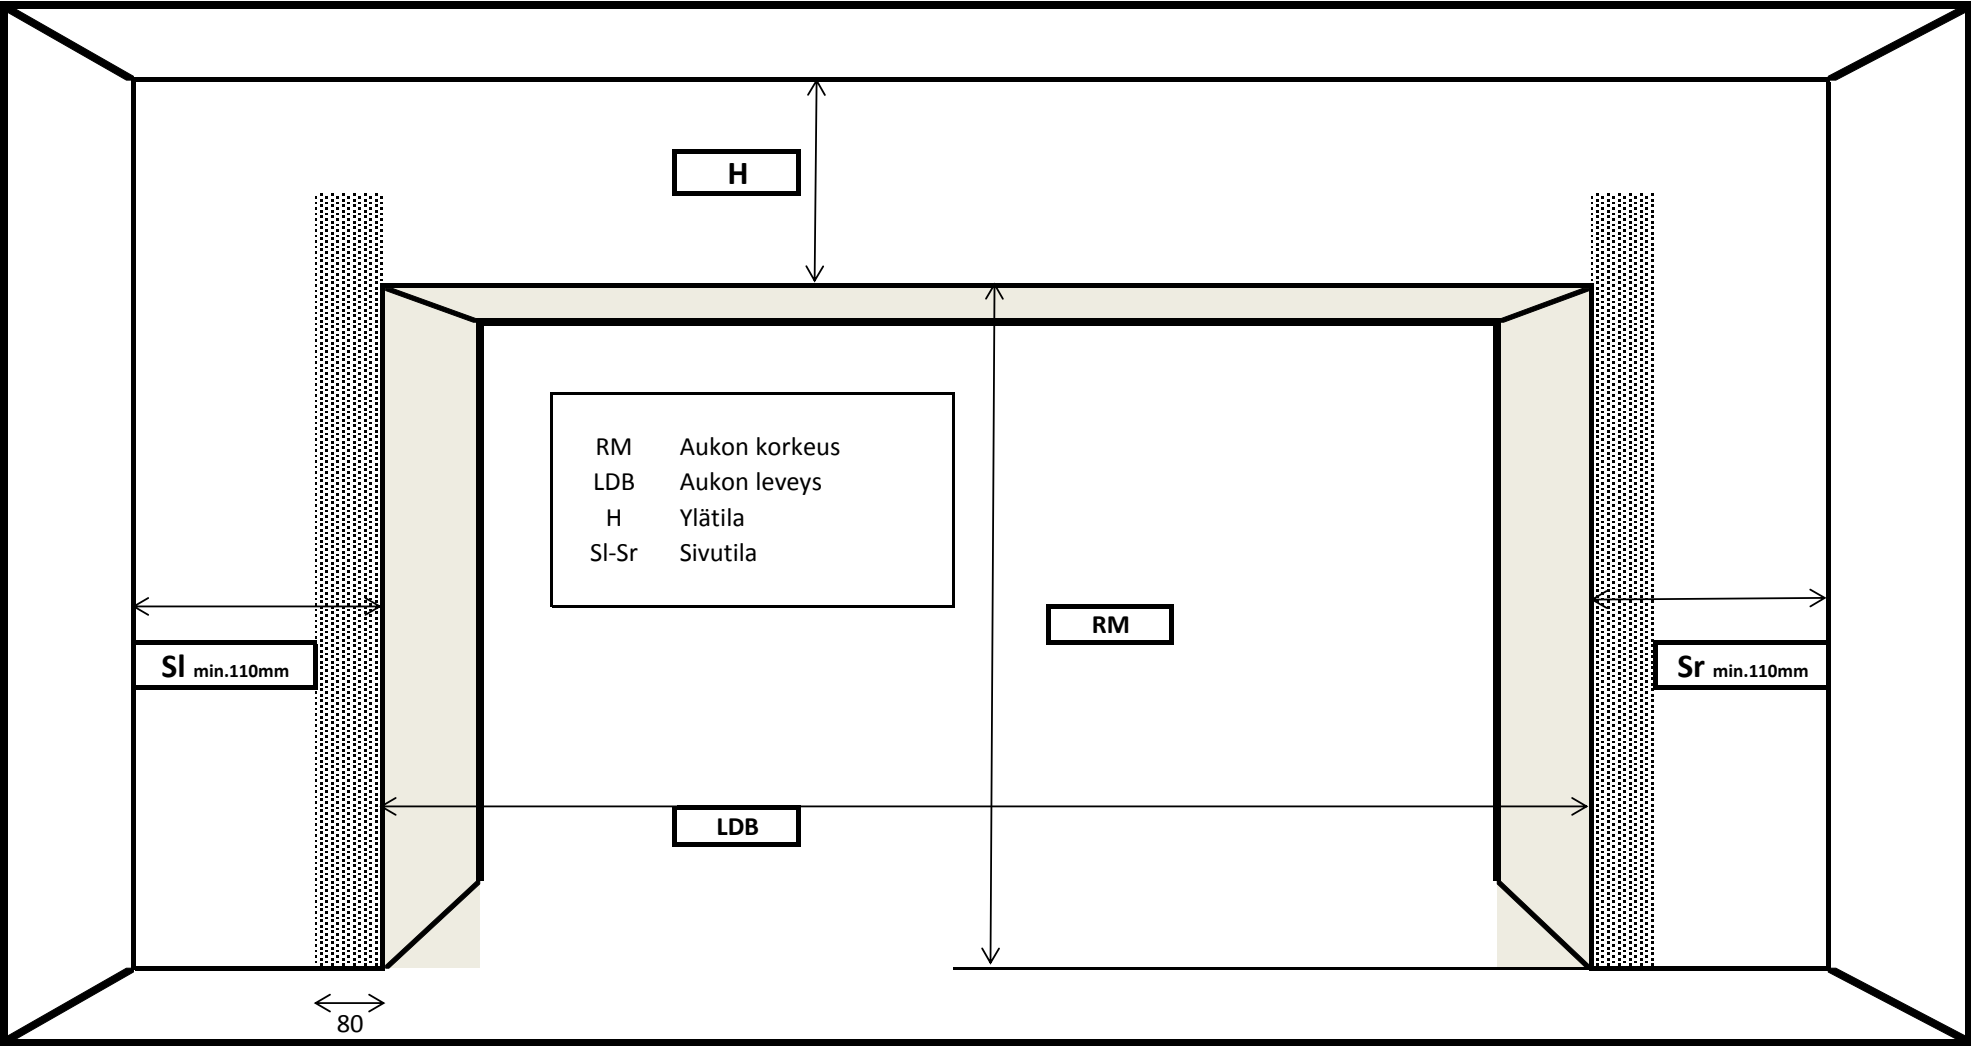 H
RM Aukon korkeus
LDB Aukon leveys
H Ylätila
Sl-Sr Sivutila
RM
Sl min.110mm
Sr min.110mm
LDB
80